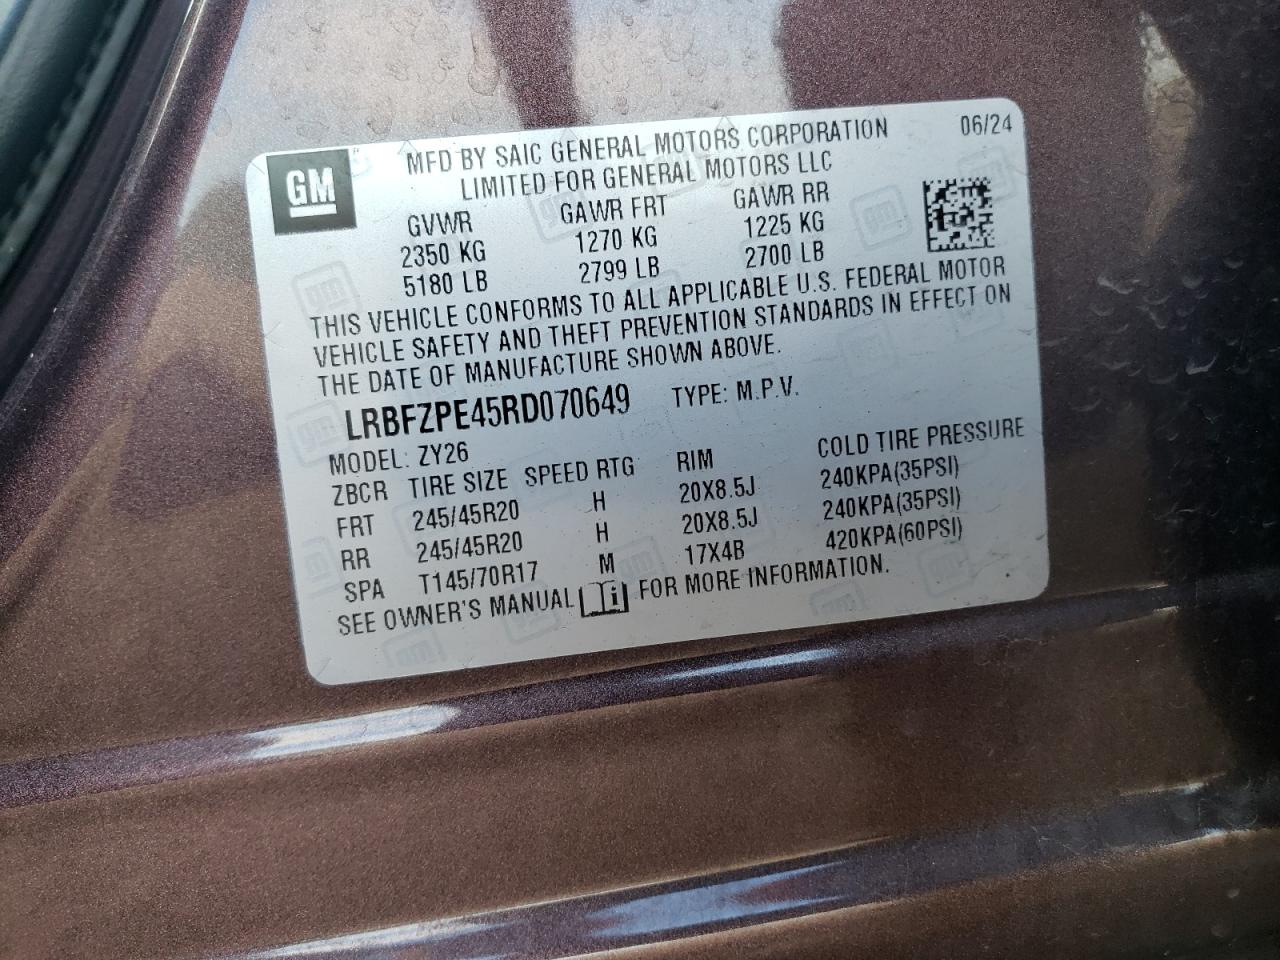 GM
MFD BY SAIC GENERAL MOTORS CORPORATION 06/24
LIMITED FOR GENERAL MOTORS LLC
GVWR GAWR FRT GAWR RR
2350 KG 1270 KG 1225 KG
5180 LB 2799 LB 2700 LB
THIS VEHICLE CONFORMS TO ALL APPLICABLE U.S. FEDERAL MOTOR
VEHICLE SAFETY AND THEFT PREVENTION STANDARDS IN EFFECT ON
THE DATE OF MANUFACTURE SHOWN ABOVE.
LRBFZPE45RD070649 TYPE: M.P.V.
MODEL: ZY26
ZBCR TIRE SIZE SPEED RTG RIM COLD TIRE PRESSURE
FRT 245/45R20 H 20X8.5J 240KPA(35PSI)
RR 245/45R20 H 20X8.5J 240KPA(35PSI)
SPA T145/70R17 M 17X4B 420KPA(60PSI)
SEE OWNER'S MANUAL i FOR MORE INFORMATION.